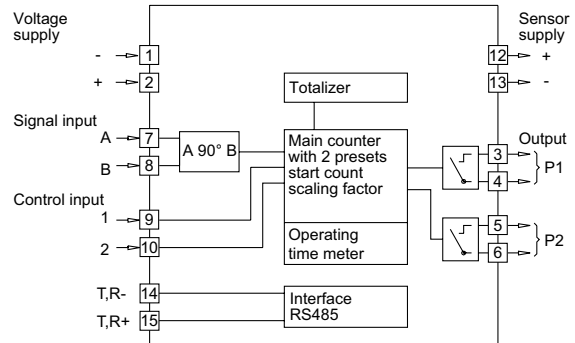 Voltage supply
- 1
+ 2
Signal input
A 7
B 8
A 90° B
Control input
1 9
2 10
T,R- 14
T,R+ 15
Totalizer
Main counter
with 2 presets
start count
scaling factor
Operating
time meter
Interface
RS485
Sensor
supply
12 +
13 -
Output
3
4
P1
5
6
P2